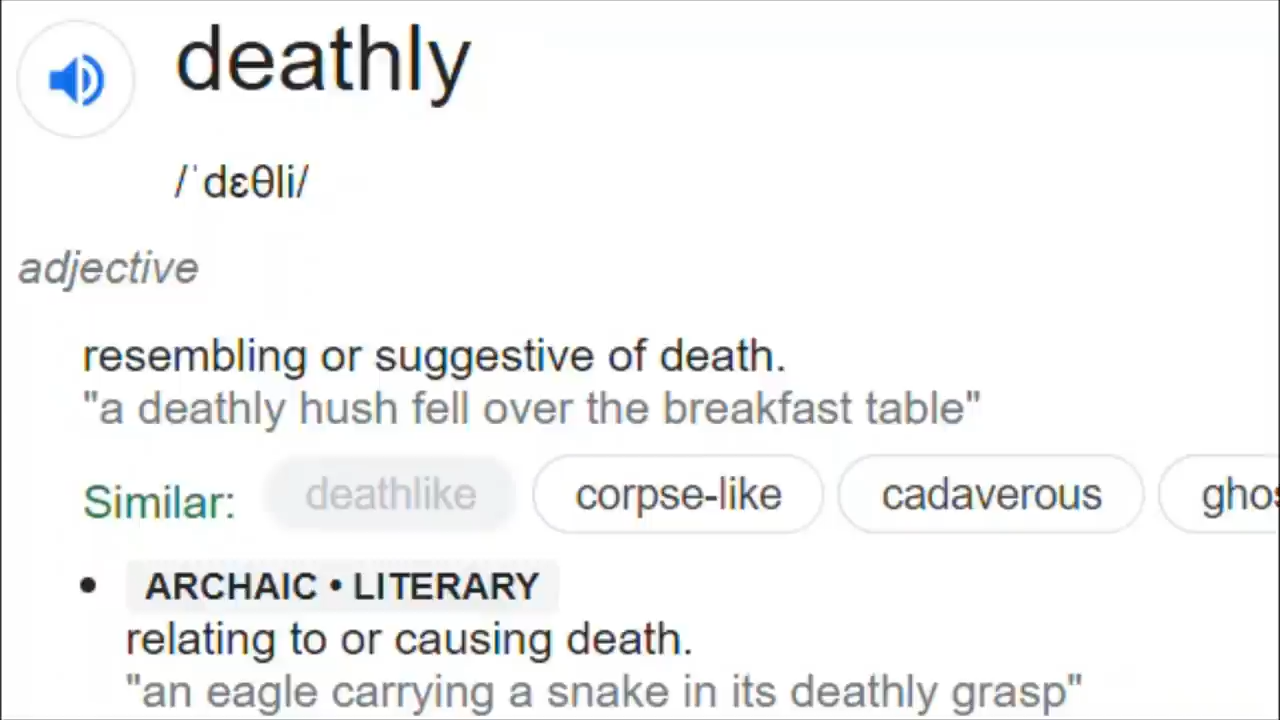 deathly
/ˈdɛθli/
adjective
resembling or suggestive of death.
"a deathly hush fell over the breakfast table"
Similar: deathlike corpse-like cadaverous
• ARCHAIC • LITERARY
relating to or causing death.
"an eagle carrying a snake in its deathly grasp"